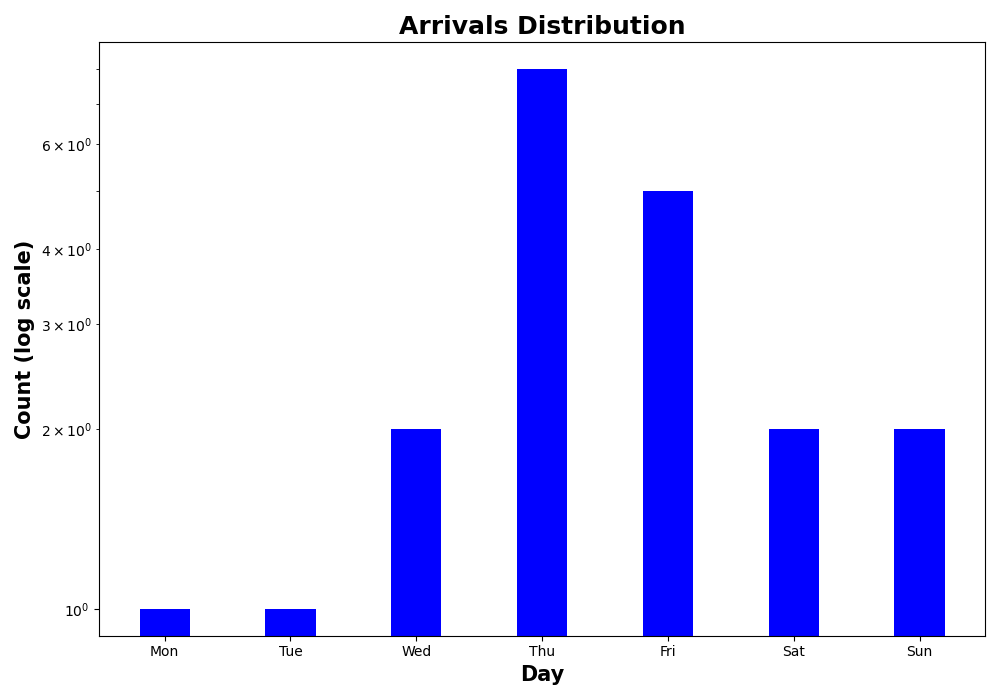 Arrivals Distribution
Count (log scale)
6 × 10⁰
4 × 10⁰
3 × 10⁰
2 × 10⁰
10⁰
Mon Tue Wed Thu Fri Sat Sun
Day